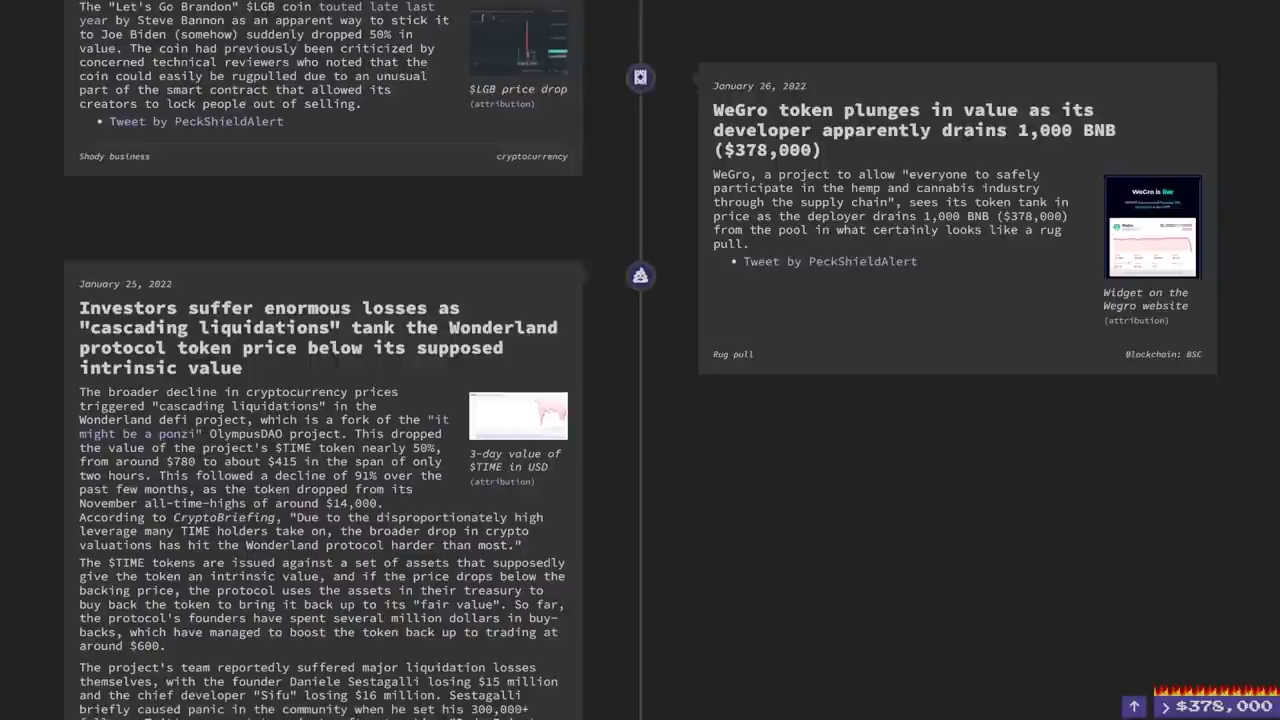 The "Let's Go Brandon" $LGB coin touted late last
year by Steve Bannon as an apparent way to stick it
to Joe Biden (somehow) suddenly dropped 50% in
value. The coin had previously been criticized by
concerned technical reviewers who noted that the
coin could easily be rugpulled due to an unusual
part of the smart contract that allowed its
creators to lock people out of selling.
• Tweet by PeckShieldAlert
$LGB price drop
(attribution)
Shady business
cryptocurrency
January 26, 2022
WeGro token plunges in value as its
developer apparently drains 1,000 BNB
($378,000)
WeGro, a project to allow "everyone to safely
participate in the hemp and cannabis industry
through the supply chain", sees its token tank in
price as the deployer drains 1,000 BNB ($378,000)
from the pool in what certainly looks like a rug
pull.
• Tweet by PeckShieldAlert
WeGro is live
Widget on the
Wegro website
(attribution)
Rug pull
Blockchain: BSC
January 25, 2022
Investors suffer enormous losses as
"cascading liquidations" tank the Wonderland
protocol token price below its supposed
intrinsic value
The broader decline in cryptocurrency prices
triggered "cascading liquidations" in the
Wonderland defi project, which is a fork of the "it
might be a ponzi" OlympusDAO project. This dropped
the value of the project's $TIME token nearly 50%,
from around $780 to about $415 in the span of only
two hours. This followed a decline of 91% over the
past few months, as the token dropped from its
November all-time-highs of around $14,000.
According to CryptoBriefing, "Due to the disproportionately high
leverage many TIME holders take on, the broader drop in crypto
valuations has hit the Wonderland protocol harder than most."
3-day value of
$TIME in USD
(attribution)
The $TIME tokens are issued against a set of assets that supposedly
give the token an intrinsic value, and if the price drops below the
backing price, the protocol uses the assets in their treasury to
buy back the token to bring it back up to its "fair value". So far,
the protocol's founders have spent several million dollars in buy-
backs, which have managed to boost the token back up to trading at
around $600.
The project's team reportedly suffered major liquidation losses
themselves, with the founder Daniele Sestagalli losing $15 million
and the chief developer "Sifu" losing $16 million. Sestagalli
briefly caused panic in the community when he set his 300,000+
$378,000